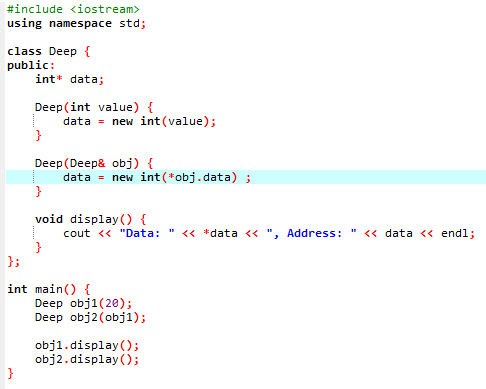 #include <iostream>
using namespace std;

class Deep {
public:
    int* data;

    Deep(int value) {
        data = new int(value);
    }

    Deep(Deep& obj) {
        data = new int(*obj.data) ;
    }

    void display() {
        cout << "Data: " << *data << ", Address: " << data << endl;
    }
};

int main() {
    Deep obj1(20);
    Deep obj2(obj1);

    obj1.display();
    obj2.display();
}